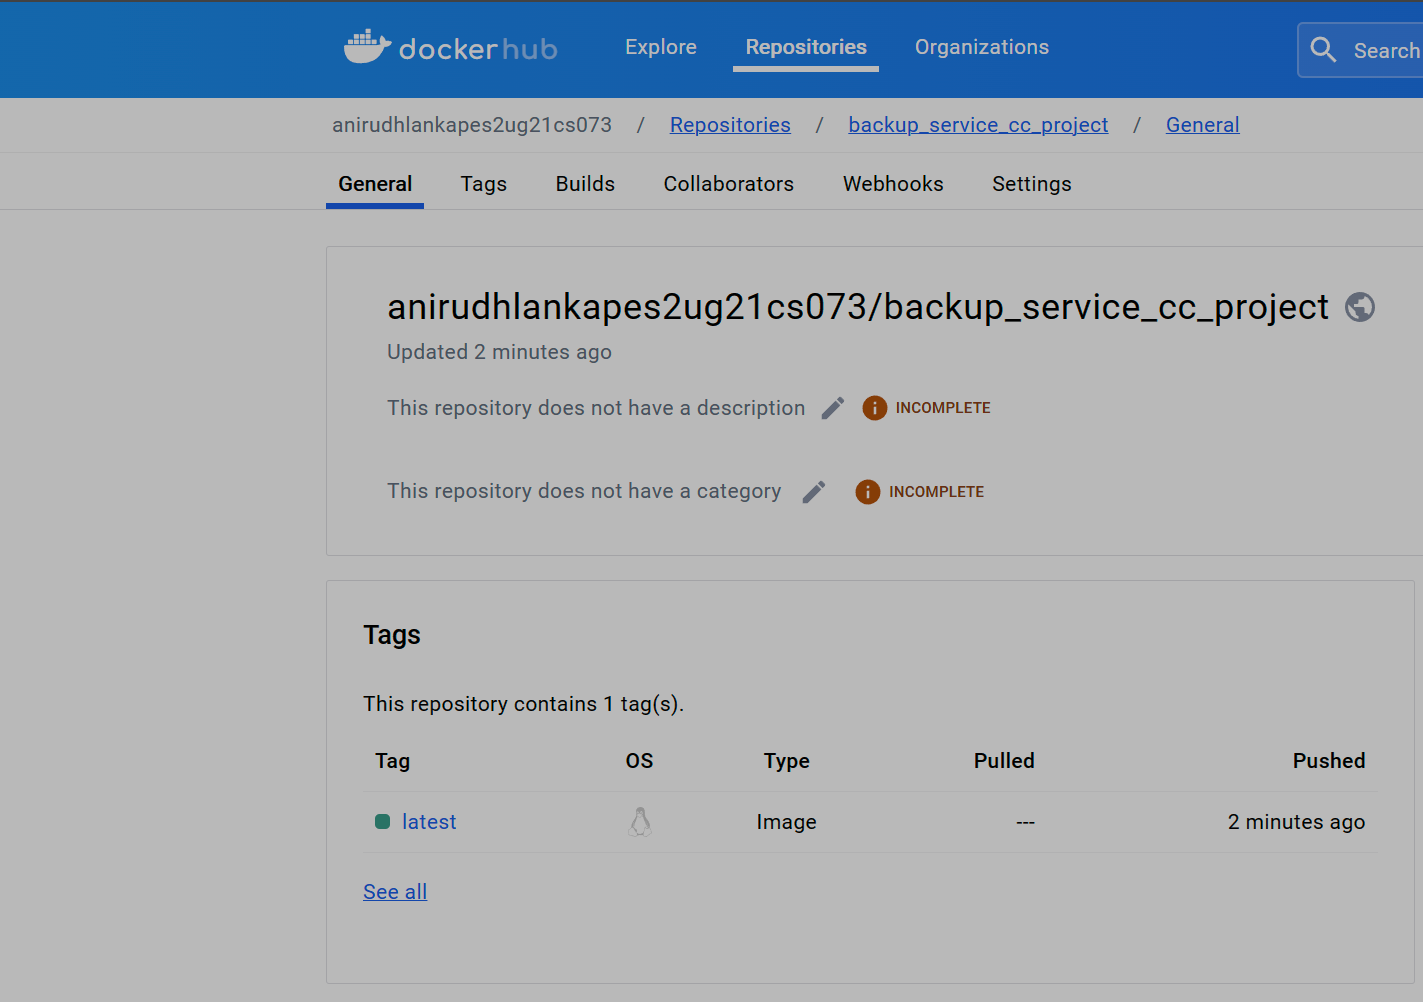 dockerhub Explore Repositories Organizations Search
anirudhlankapes2ug21cs073 / Repositories / backup_service_cc_project / General
General Tags Builds Collaborators Webhooks Settings
anirudhlankapes2ug21cs073/backup_service_cc_project
Updated 2 minutes ago
This repository does not have a description INCOMPLETE
This repository does not have a category INCOMPLETE
Tags
This repository contains 1 tag(s).
Tag OS Type Pulled Pushed
latest Image --- 2 minutes ago
See all